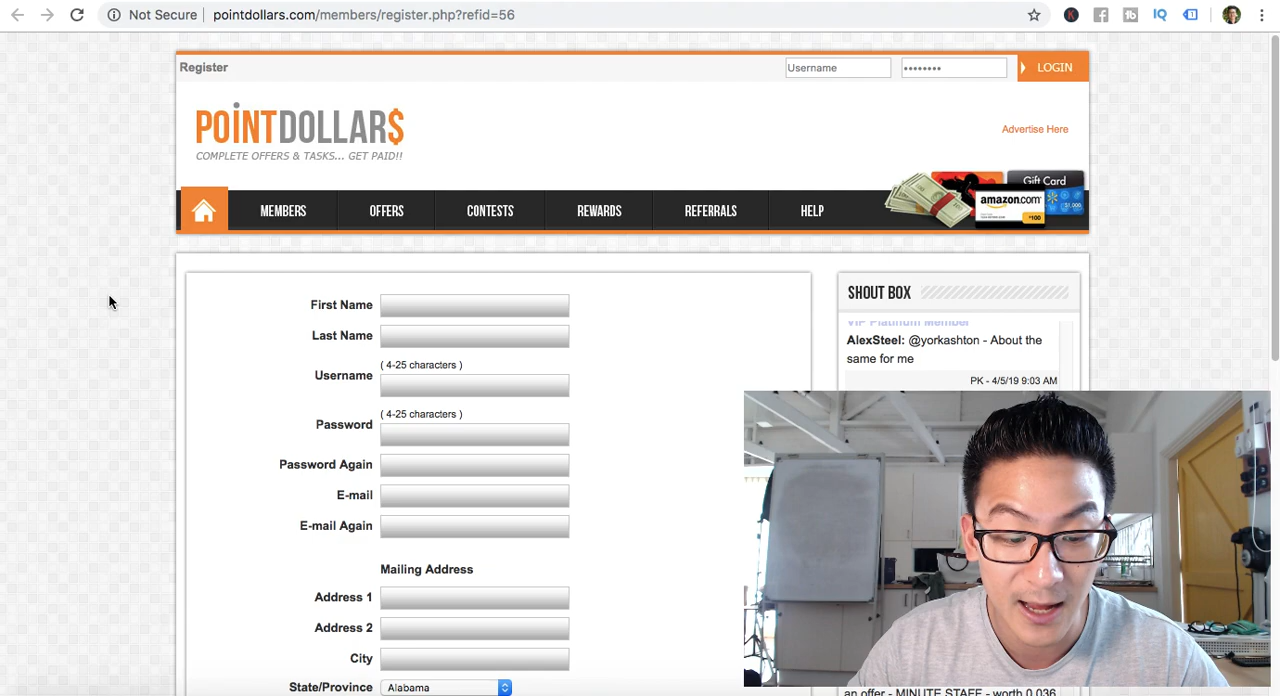 Not Secure pointdollars.com/members/register.php?refid=56
Register
Username
LOGIN
POINTDOLLAR$
COMPLETE OFFERS & TASKS... GET PAID!!
Advertise Here
MEMBERS OFFERS CONTESTS REWARDS REFERRALS HELP
Gift Card
amazon.com
First Name
Last Name
( 4-25 characters )
Username
( 4-25 characters )
Password
Password Again
E-mail
E-mail Again
Mailing Address
Address 1
Address 2
City
State/Province Alabama
SHOUT BOX
VIP Platinum Member
AlexSteel: @yorkashton - About the
same for me
PK - 4/5/19 9:03 AM
an offer - MINUTE STAFF - worth 0.036